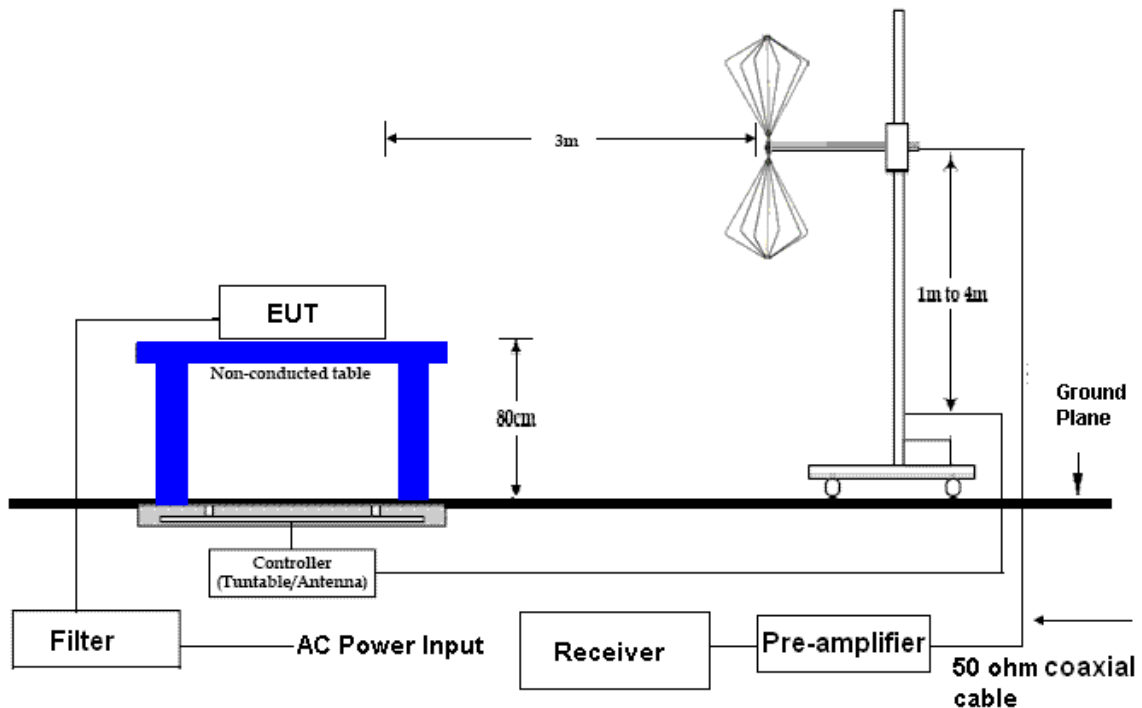 3m
1m to 4m
EUT
Non-conducted table
80cm
Ground
Plane
Controller
(Tuntable/Antenna)
Filter
AC Power Input
Receiver
Pre-amplifier
50 ohm coaxial
cable